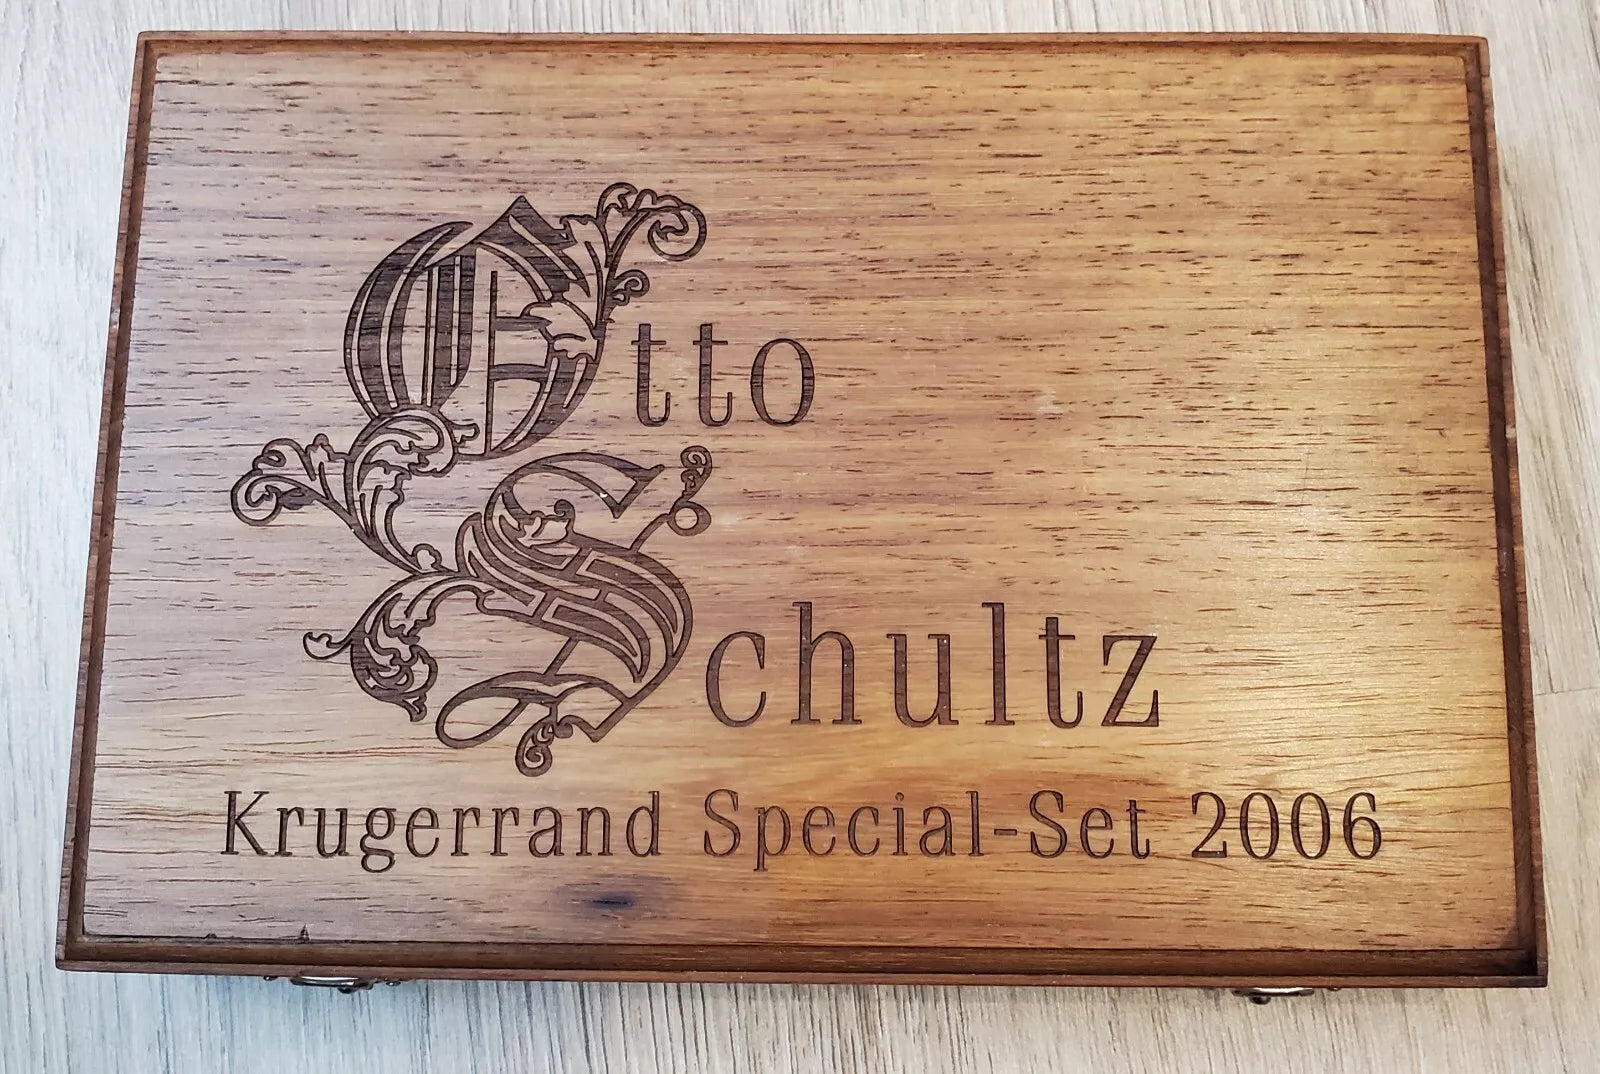 Otto
Schultz
Krugerrand Special-Set 2006